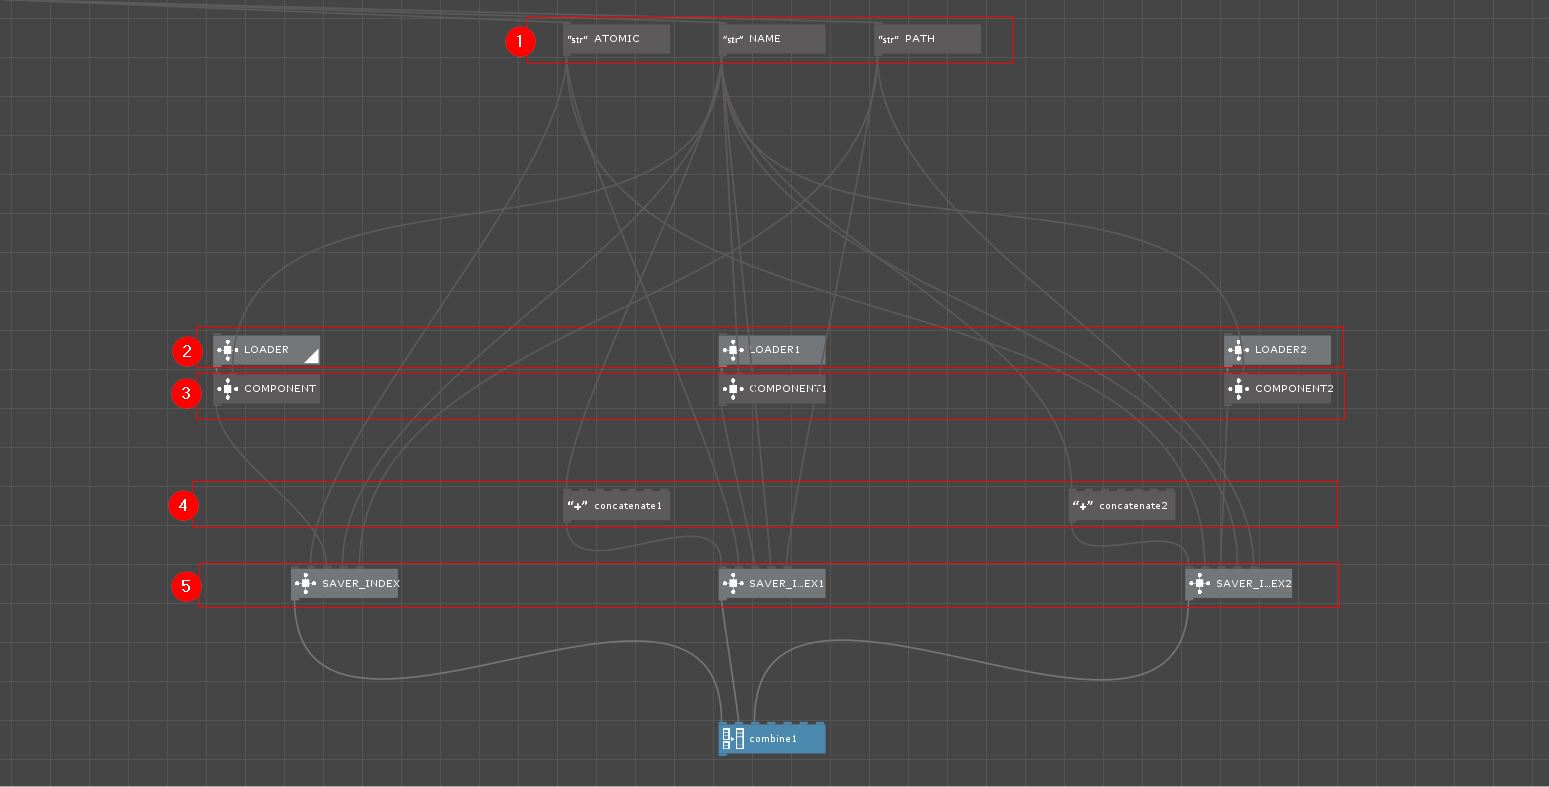 1 "str" ATOMIC "str" NAME "str" PATH
2 LOADER LOADER1 LOADER2
3 COMPONENT COMPONENT1 COMPONENT2
4 "+" concatenate1 "+" concatenate2
5 SAVER_INDEX SAVER_I...EX1 SAVER_I...EX2
combine1